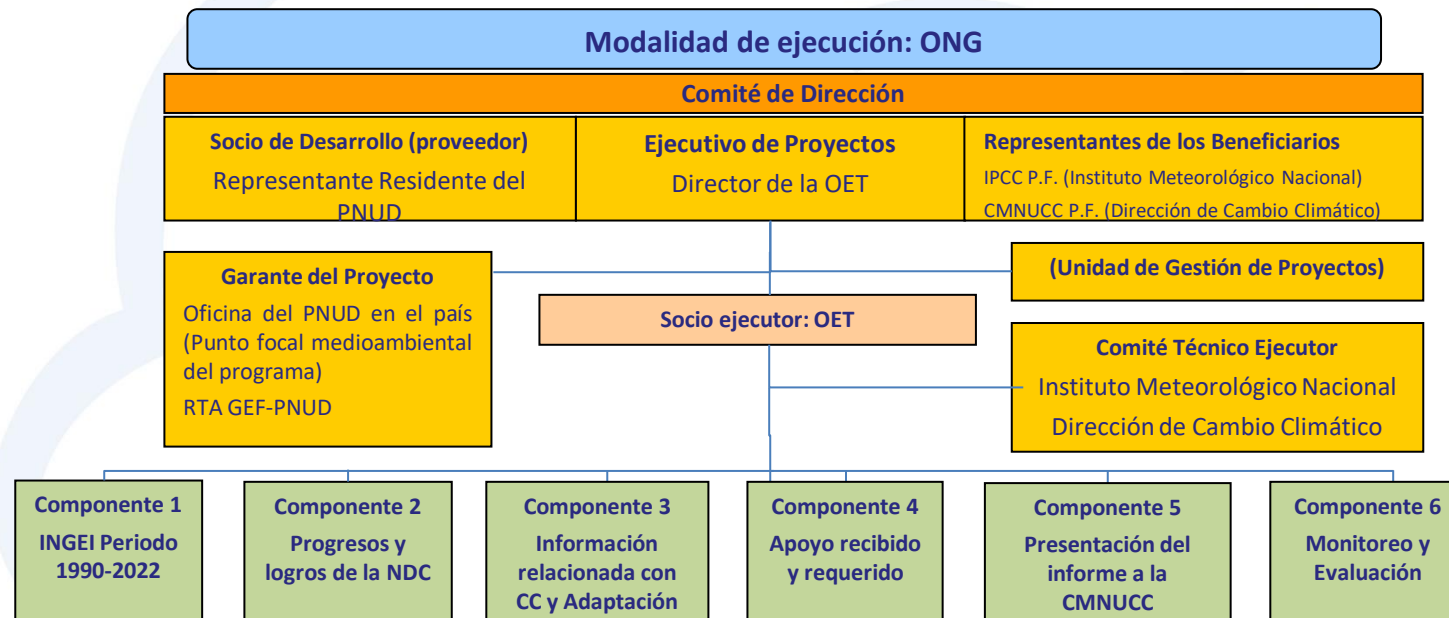 Modalidad de ejecución: ONG
Comité de Dirección
Socio de Desarrollo (proveedor)
Representante Residente del
PNUD
Ejecutivo de Proyectos
Director de la OET
Representantes de los Beneficiarios
IPCC P.F. (Instituto Meteorológico Nacional)
CMNUCC P.F. (Dirección de Cambio Climático)
Garante del Proyecto
Oficina del PNUD en el país
(Punto focal medioambiental
del programa)
RTA GEF-PNUD
(Unidad de Gestión de Proyectos)
Socio ejecutor: OET
Comité Técnico Ejecutor
Instituto Meteorológico Nacional
Dirección de Cambio Climático
Componente 1
INGEI Periodo
1990-2022
Componente 2
Progresos y
logros de la NDC
Componente 3
Información
relacionada con
CC y Adaptación
Componente 4
Apoyo recibido
y requerido
Componente 5
Presentación del
informe a la
CMNUCC
Componente 6
Monitoreo y
Evaluación